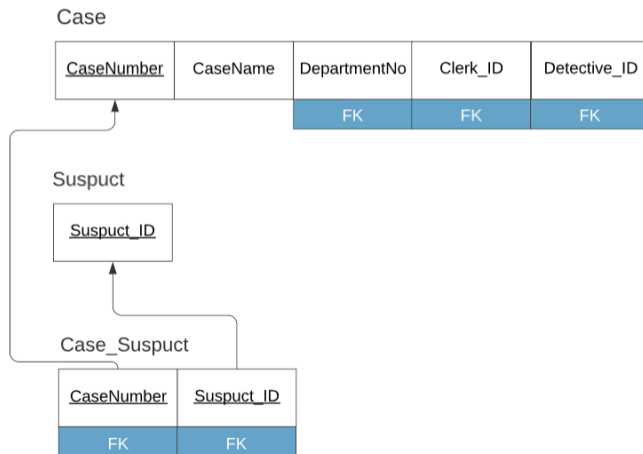 Case
CaseNumber CaseName DepartmentNo Clerk_ID Detective_ID
FK FK FK
Suspuct
Suspuct_ID
Case_Suspuct
CaseNumber Suspuct_ID
FK FK